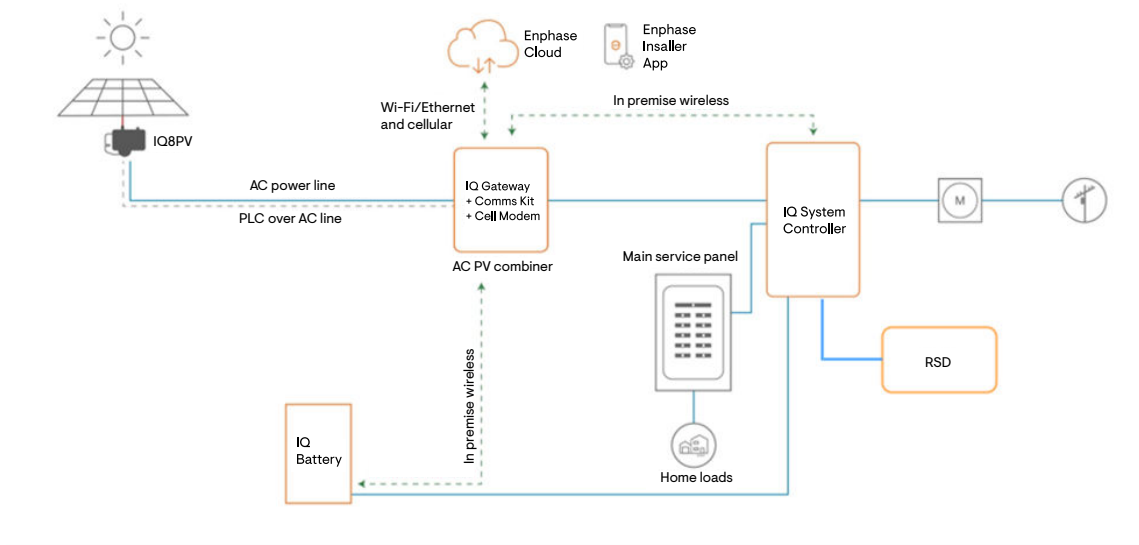 Enphase
Cloud
Enphase
Insaller
App
Wi-Fi/Ethernet
and cellular
In premise wireless
IQ8PV
AC power line
PLC over AC line
IQ Gateway
+ Comms Kit
+ Cell Modem
AC PV combiner
IQ System
Controller
M
Main service panel
RSD
In premise wireless
IQ
Battery
Home loads